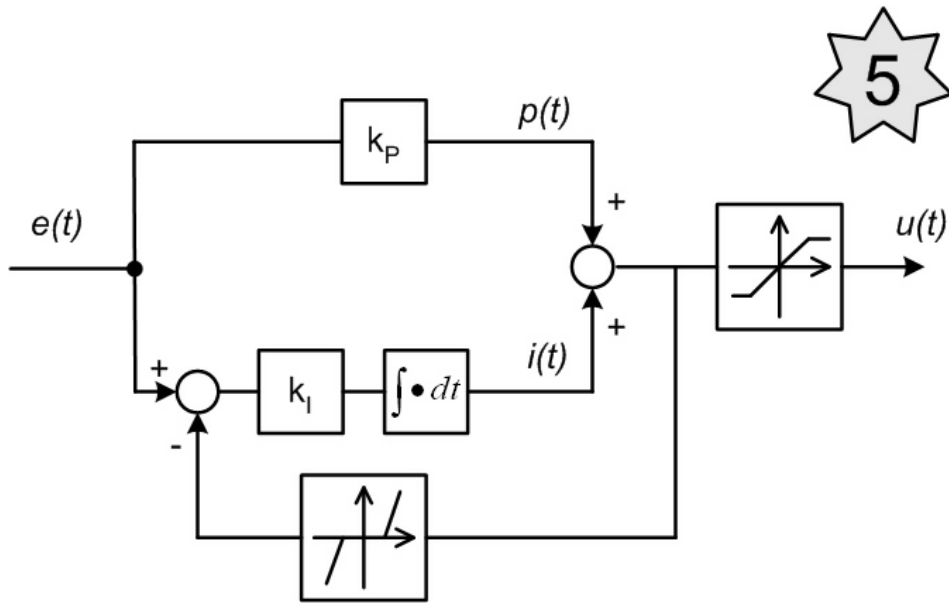 5
p(t)
k_P
+
e(t)
u(t)
+
+
i(t)
k_I
∫ • dt
-